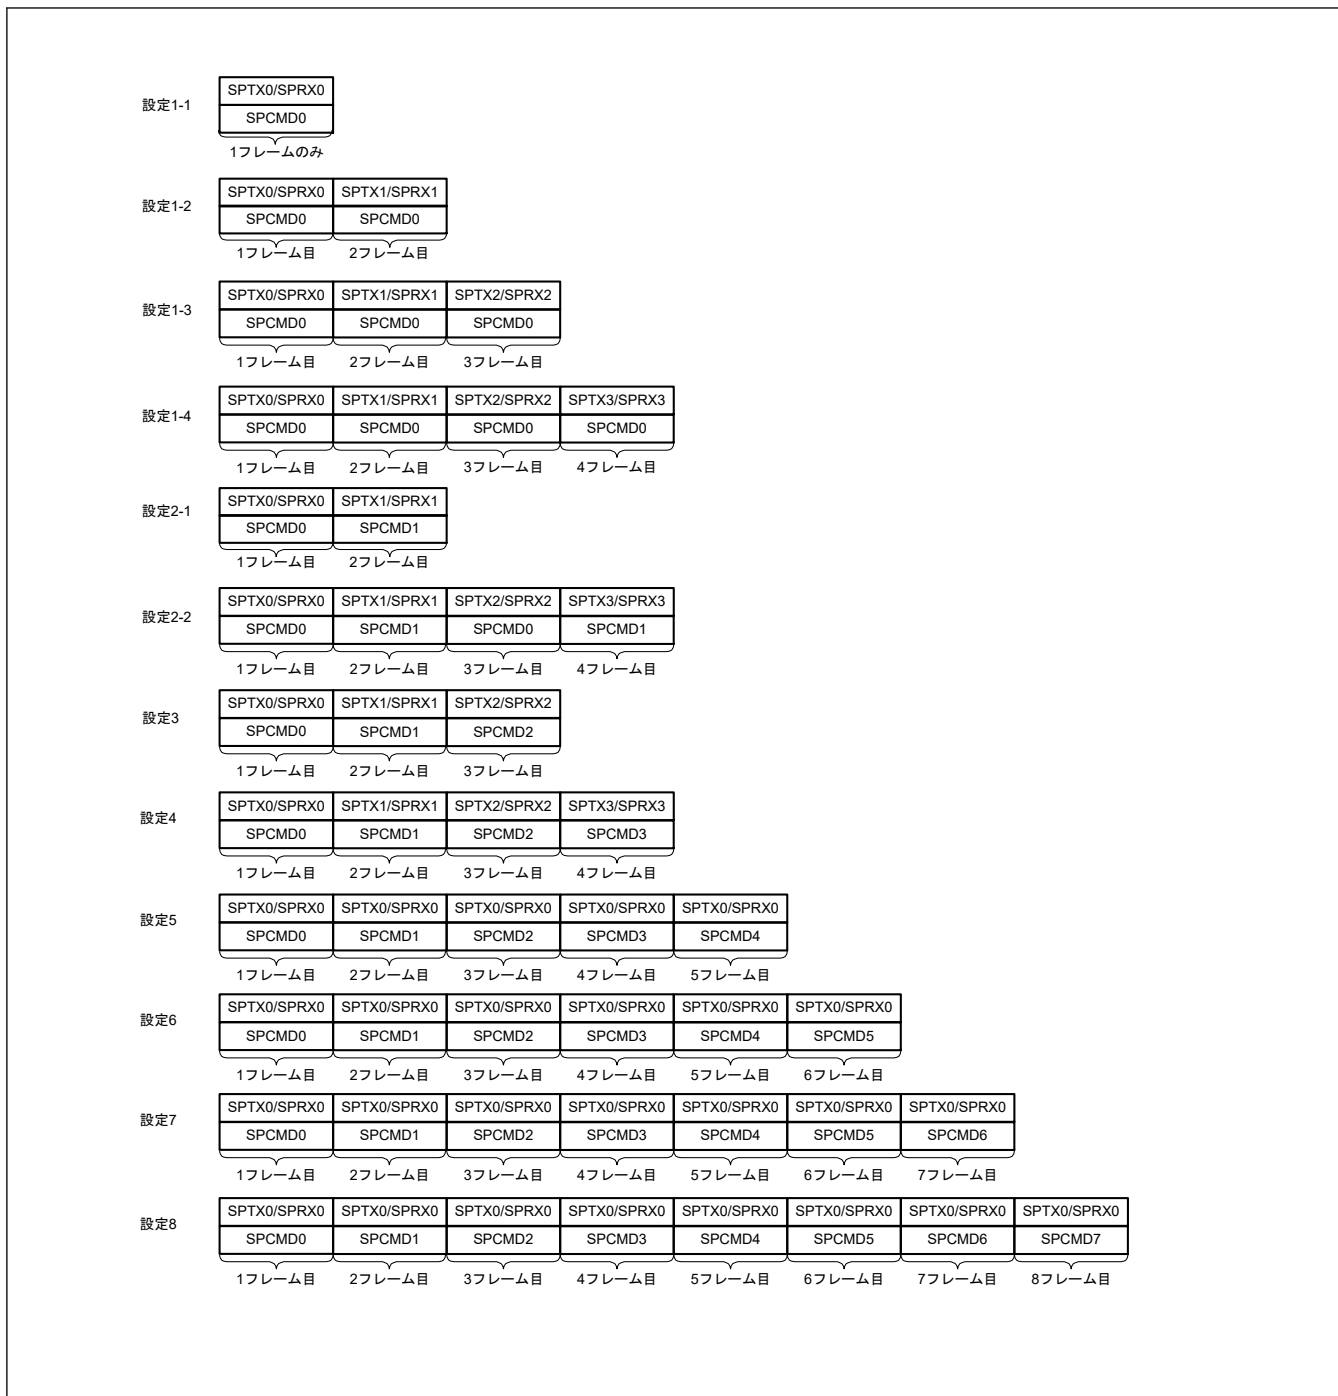 設定1-1
SPTX0/SPRX0
SPCMD0
1フレームのみ
設定1-2
SPTX0/SPRX0 SPTX1/SPRX1
SPCMD0 SPCMD0
1フレーム目 2フレーム目
設定1-3
SPTX0/SPRX0 SPTX1/SPRX1 SPTX2/SPRX2
SPCMD0 SPCMD0 SPCMD0
1フレーム目 2フレーム目 3フレーム目
設定1-4
SPTX0/SPRX0 SPTX1/SPRX1 SPTX2/SPRX2 SPTX3/SPRX3
SPCMD0 SPCMD0 SPCMD0 SPCMD0
1フレーム目 2フレーム目 3フレーム目 4フレーム目
設定2-1
SPTX0/SPRX0 SPTX1/SPRX1
SPCMD0 SPCMD1
1フレーム目 2フレーム目
設定2-2
SPTX0/SPRX0 SPTX1/SPRX1 SPTX2/SPRX2 SPTX3/SPRX3
SPCMD0 SPCMD1 SPCMD0 SPCMD1
1フレーム目 2フレーム目 3フレーム目 4フレーム目
設定3
SPTX0/SPRX0 SPTX1/SPRX1 SPTX2/SPRX2
SPCMD0 SPCMD1 SPCMD2
1フレーム目 2フレーム目 3フレーム目
設定4
SPTX0/SPRX0 SPTX1/SPRX1 SPTX2/SPRX2 SPTX3/SPRX3
SPCMD0 SPCMD1 SPCMD2 SPCMD3
1フレーム目 2フレーム目 3フレーム目 4フレーム目
設定5
SPTX0/SPRX0 SPTX0/SPRX0 SPTX0/SPRX0 SPTX0/SPRX0 SPTX0/SPRX0
SPCMD0 SPCMD1 SPCMD2 SPCMD3 SPCMD4
1フレーム目 2フレーム目 3フレーム目 4フレーム目 5フレーム目
設定6
SPTX0/SPRX0 SPTX0/SPRX0 SPTX0/SPRX0 SPTX0/SPRX0 SPTX0/SPRX0 SPTX0/SPRX0
SPCMD0 SPCMD1 SPCMD2 SPCMD3 SPCMD4 SPCMD5
1フレーム目 2フレーム目 3フレーム目 4フレーム目 5フレーム目 6フレーム目
設定7
SPTX0/SPRX0 SPTX0/SPRX0 SPTX0/SPRX0 SPTX0/SPRX0 SPTX0/SPRX0 SPTX0/SPRX0 SPTX0/SPRX0
SPCMD0 SPCMD1 SPCMD2 SPCMD3 SPCMD4 SPCMD5 SPCMD6
1フレーム目 2フレーム目 3フレーム目 4フレーム目 5フレーム目 6フレーム目 7フレーム目
設定8
SPTX0/SPRX0 SPTX0/SPRX0 SPTX0/SPRX0 SPTX0/SPRX0 SPTX0/SPRX0 SPTX0/SPRX0 SPTX0/SPRX0 SPTX0/SPRX0
SPCMD0 SPCMD1 SPCMD2 SPCMD3 SPCMD4 SPCMD5 SPCMD6 SPCMD7
1フレーム目 2フレーム目 3フレーム目 4フレーム目 5フレーム目 6フレーム目 7フレーム目 8フレーム目